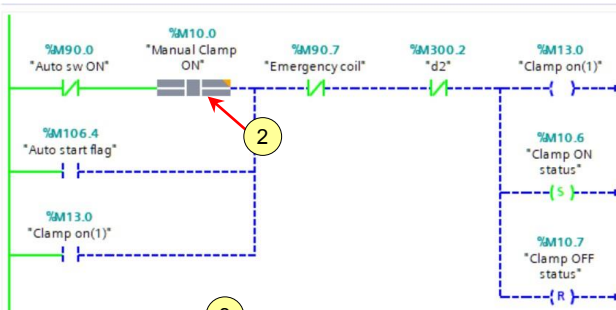 %M90.0
"Auto sw ON"
%M10.0
"Manual Clamp
ON"
%M90.7
"Emergency coil"
%M300.2
"d2"
%M13.0
"Clamp on(1)"
2
%M106.4
"Auto start flag"
%M10.6
"Clamp ON
status"
S
%M13.0
"Clamp on(1)"
%M10.7
"Clamp OFF
status"
R